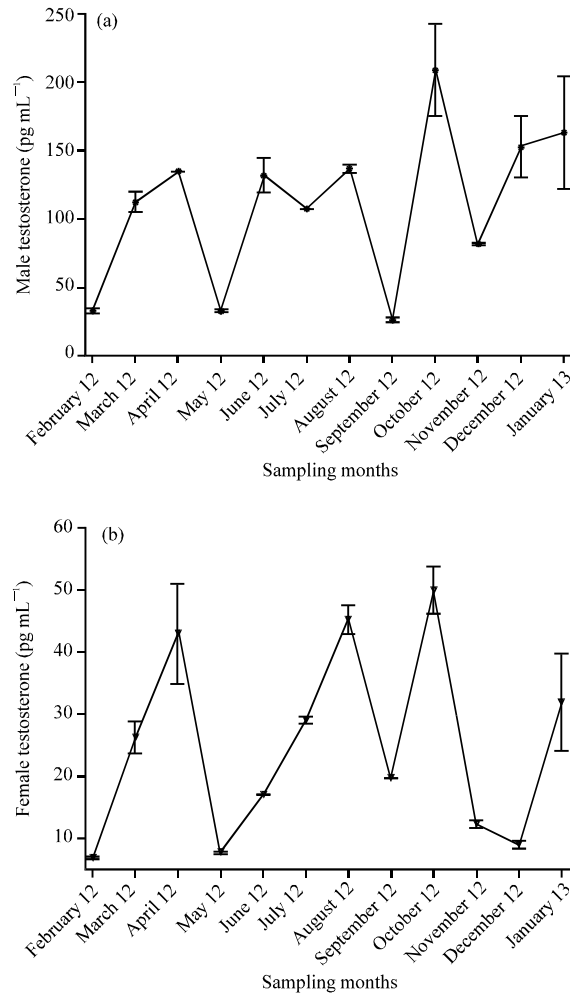 (a)
Male testosterone (pg mL⁻¹)
250
200
150
100
50
0
February 12
March 12
April 12
May 12
June 12
July 12
August 12
September 12
October 12
November 12
December 12
January 13
Sampling months
(b)
Female testosterone (pg mL⁻¹)
60
50
40
30
20
10
February 12
March 12
April 12
May 12
June 12
July 12
August 12
September 12
October 12
November 12
December 12
January 13
Sampling months